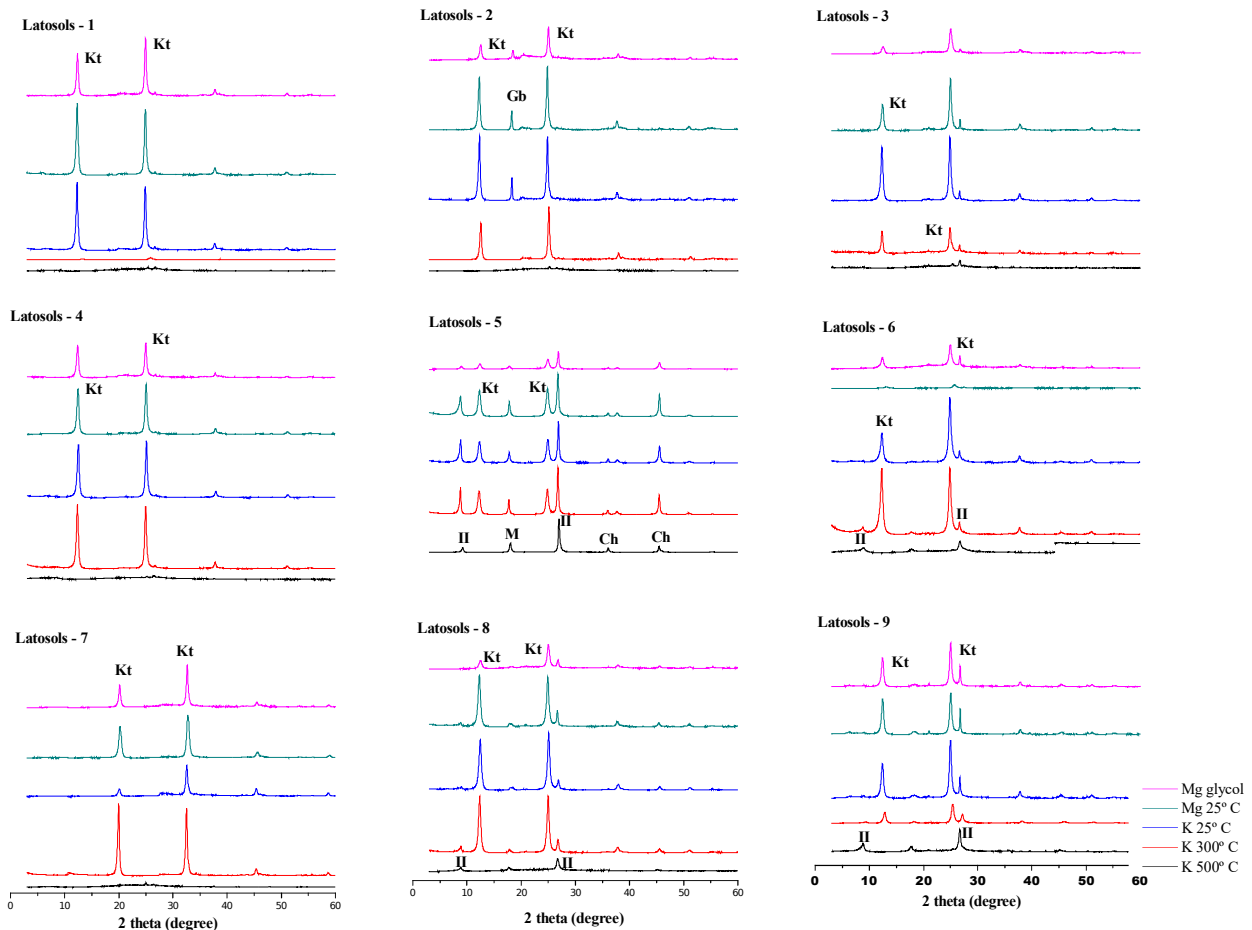 Latosols - 1
Kt
Kt
Latosols - 2
Kt
Kt
Gb
Latosols - 3
Kt
Kt
Latosols - 4
Kt
Kt
Latosols - 5
Kt
Kt
II
M
II
Ch
Ch
Latosols - 6
Kt
Kt
II
II
Latosols - 7
Kt
Kt
0 10 20 30 40 50 60
2 theta (degree)
Latosols - 8
Kt
Kt
II
II
0 10 20 30 40 50 60
2 theta (degree)
Latosols - 9
Kt
Kt
II
II
0 10 20 30 40 50 60
2 theta (degree)
Mg glycol
Mg 25º C
K 25º C
K 300º C
K 500º C